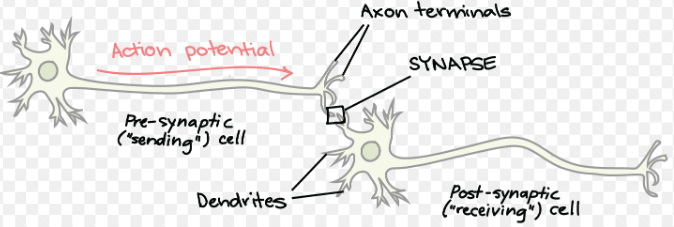 Axon terminals
Action potential
SYNAPSE
Pre-synaptic
("sending") cell
Dendrites
Post-synaptic
("receiving") cell